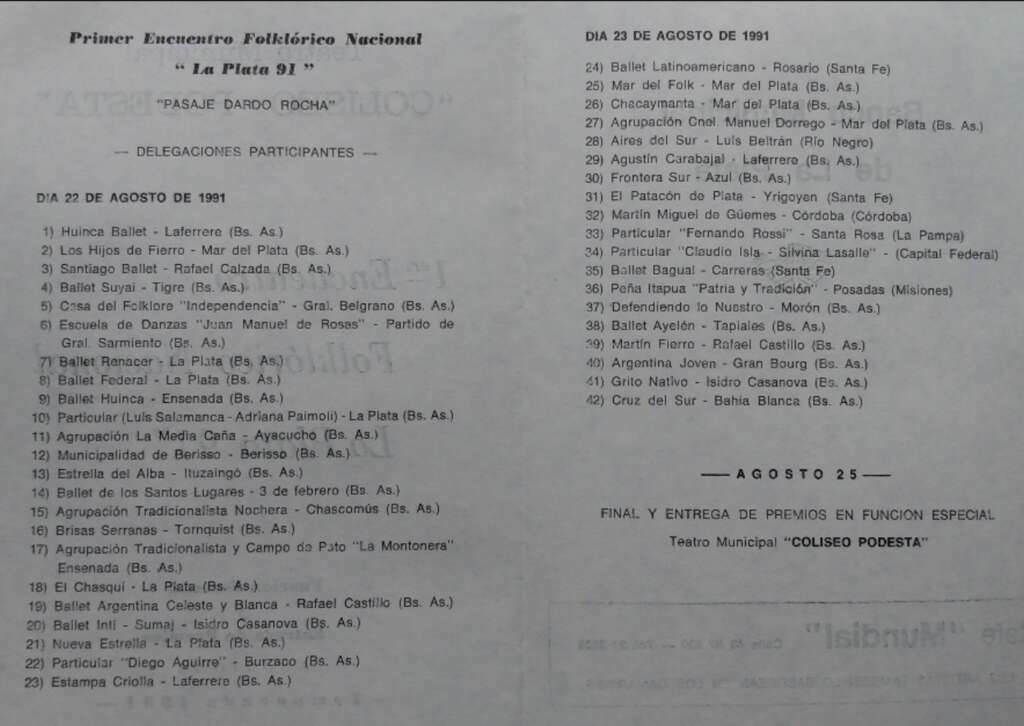 Primer Encuentro Folklórico Nacional
" La Plata 91 "
"PASAJE DARDO ROCHA"
— DELEGACIONES PARTICIPANTES —
DIA 22 DE AGOSTO DE 1991
1) Huinca Ballet - Laferrere (Bs. As.)
2) Los Hijos de Fierro - Mar del Plata (Bs. As.)
3) Santiago Ballet - Rafael Calzada (Bs. As.)
4) Ballet Suyai - Tigre (Bs. As.)
5) Casa del Folklore "Independencia" - Gral. Belgrano (Bs. As.)
6) Escuela de Danzas "Juan Manuel de Rosas" - Partido de
Gral. Sarmiento (Bs. As.)
7) Ballet Renacer - La Plata (Bs. As.)
8) Ballet Federal - La Plata (Bs. As.)
9) Ballet Huinca - Ensenada (Bs. As.)
10) Particular (Luis Salamanca - Adriana Paimoli) - La Plata (Bs. As.)
11) Agrupación La Media Caña - Ayacucho (Bs. As.)
12) Municipalidad de Berisso - Berisso (Bs. As.)
13) Estrella del Alba - Ituzaingó (Bs. As.)
14) Ballet de los Santos Lugares - 3 de febrero (Bs. As.)
15) Agrupación Tradicionalista Nochera - Chascomús (Bs. As.)
16) Brisas Serranas - Tornquist (Bs. As.)
17) Agrupación Tradicionalista y Campo de Pato "La Montonera"
Ensenada (Bs. As.)
18) El Chasqui - La Plata (Bs. As.)
19) Ballet Argentina Celeste y Blanca - Rafael Castillo (Bs. As.)
20) Ballet Inti - Sumaj - Isidro Casanova (Bs. As.)
21) Nueva Estrella - La Plata (Bs. As.)
22) Particular "Diego Aguirre" - Burzaco (Bs. As.)
23) Estampa Criolla - Laferrere (Bs. As.)
DIA 23 DE AGOSTO DE 1991
24) Ballet Latinoamericano - Rosario (Santa Fe)
25) Mar del Folk - Mar del Plata (Bs. As.)
26) Chacaymanta - Mar del Plata (Bs. As.)
27) Agrupación Cnel. Manuel Dorrego - Mar del Plata (Bs. As.)
28) Aires del Sur - Luis Beltrán (Río Negro)
29) Agustín Carabajal - Laferrere (Bs. As.)
30) Frontera Sur - Azul (Bs. As.)
31) El Patacón de Plata - Yrigoyen (Santa Fe)
32) Martín Miguel de Güemes - Córdoba (Córdoba)
33) Particular "Fernando Rossi" - Santa Rosa (La Pampa)
34) Particular "Claudio Isla - Silvina Lasalle" - (Capital Federal)
35) Ballet Bagual - Carreras (Santa Fe)
36) Peña Itapua "Patria y Tradición" - Posadas (Misiones)
37) Defendiendo lo Nuestro - Morón (Bs. As.)
38) Ballet Ayelén - Tapiales (Bs. As.)
39) Martín Fierro - Rafael Castillo (Bs. As.)
40) Argentina Joven - Gran Bourg (Bs. As.)
41) Grito Nativo - Isidro Casanova (Bs. As.)
42) Cruz del Sur - Bahía Blanca (Bs. As.)
— AGOSTO 25 —
FINAL Y ENTREGA DE PREMIOS EN FUNCION ESPECIAL
Teatro Municipal "COLISEO PODESTA"